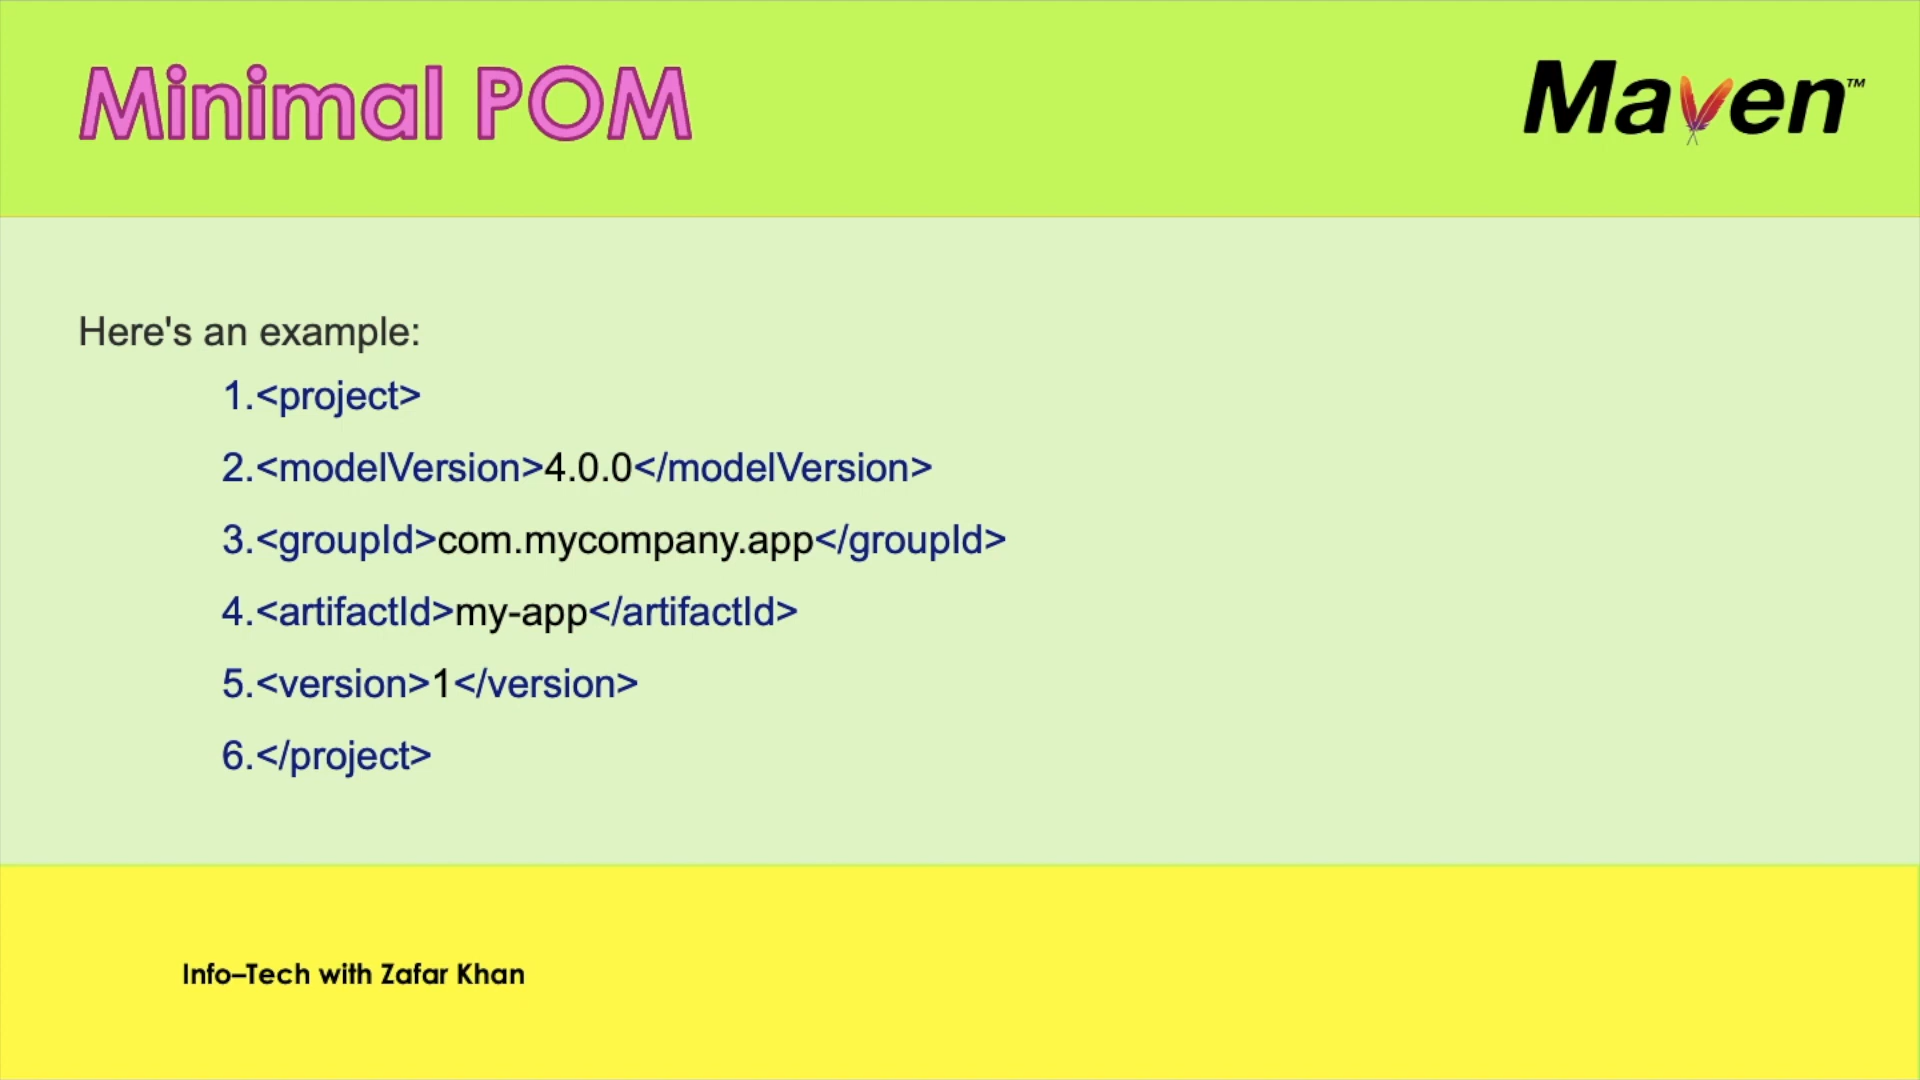 Minimal POM
Maven™
Here's an example:
1.<project>
2.<modelVersion>4.0.0</modelVersion>
3.<groupId>com.mycompany.app</groupId>
4.<artifactId>my-app</artifactId>
5.<version>1</version>
6.</project>
Info–Tech with Zafar Khan